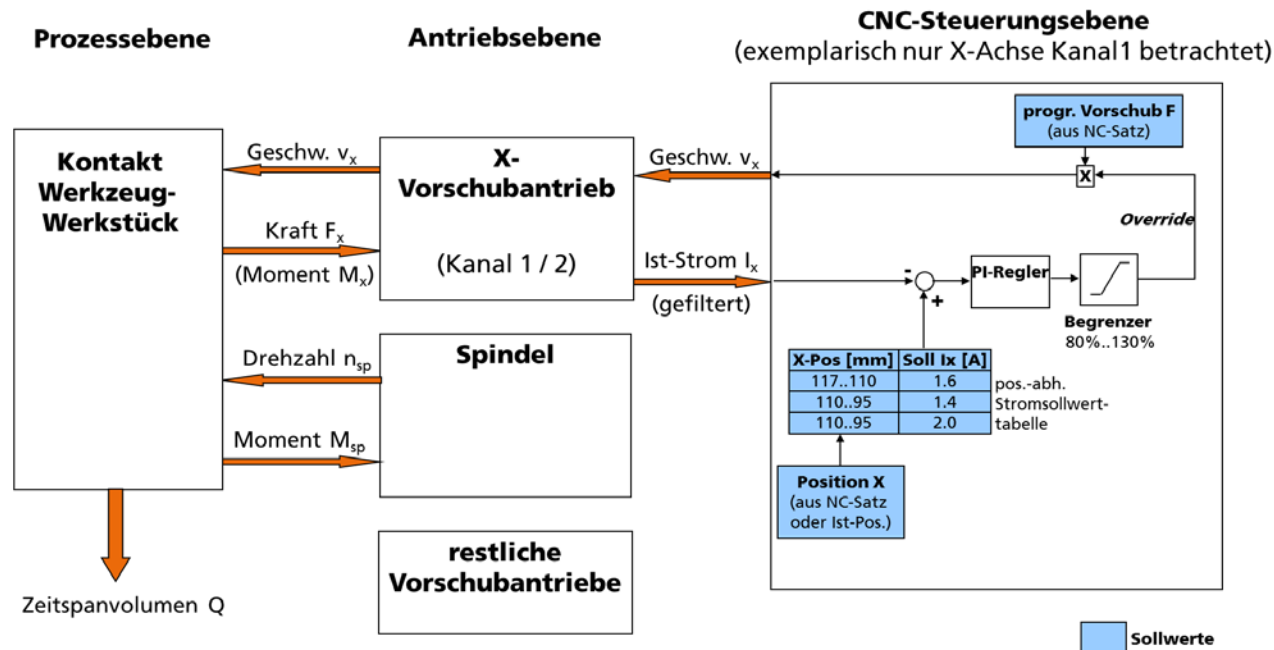 Prozessebene
Antriebsebene
CNC-Steuerungsebene
(exemplarisch nur X-Achse Kanal1 betrachtet)
Kontakt
Werkzeug-
Werkstück
Geschw. vₓ
Kraft Fₓ
(Moment Mₓ)
Drehzahl nsp
Moment Msp
Zeitspanvolumen Q
X-
Vorschubantrieb
(Kanal 1 / 2)
Spindel
restliche
Vorschubantriebe
Geschw. vₓ
Ist-Strom Iₓ
(gefiltert)
progr. Vorschub F
(aus NC-Satz)
X
Override
-
+
PI-Regler
Begrenzer
80%..130%
X-Pos [mm] Soll Ix [A]
117..110 1.6
110..95 1.4
110..95 2.0
pos.-abh.
Stromsollwert-
tabelle
Position X
(aus NC-Satz
oder Ist-Pos.)
Sollwerte